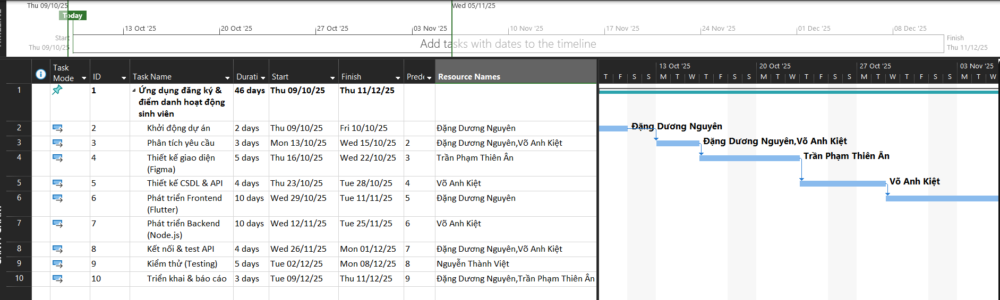 Thu 09/10/25
Wed 05/11/25
Today
13 Oct '25 20 Oct '25 27 Oct '25 03 Nov '25 10 Nov '25 17 Nov '25 24 Nov '25 01 Dec '25 08 Dec '25
Start
Thu 09/10/25
Add tasks with dates to the timeline
Finish
Thu 11/12/25
Task Mode ID Task Name Durati Start Finish Prede Resource Names
13 Oct '25 20 Oct '25 27 Oct '25 03 Nov '25
T F S S M T W T F S S M T W T F S S M T W T F S S M T W
1 1 Ứng dụng đăng ký & 46 days Thu 09/10/25 Thu 11/12/25
điểm danh hoạt động
sinh viên
2 2 Khởi động dự án 2 days Thu 09/10/25 Fri 10/10/25 Đặng Dương Nguyên
Đặng Dương Nguyên
3 3 Phân tích yêu cầu 3 days Mon 13/10/25 Wed 15/10/25 2 Đặng Dương Nguyên,Võ Anh Kiệt
Đặng Dương Nguyên,Võ Anh Kiệt
4 4 Thiết kế giao diện 5 days Thu 16/10/25 Wed 22/10/25 3 Trần Phạm Thiên Ân
(Figma)
Trần Phạm Thiên Ân
5 5 Thiết kế CSDL & API 4 days Thu 23/10/25 Tue 28/10/25 4 Võ Anh Kiệt
Võ Anh Kiệt
6 6 Phát triển Frontend 10 days Wed 29/10/25 Tue 11/11/25 5 Đặng Dương Nguyên
(Flutter)
7 7 Phát triển Backend 10 days Wed 12/11/25 Tue 25/11/25 6 Võ Anh Kiệt
(Node.js)
8 8 Kết nối & test API 4 days Wed 26/11/25 Mon 01/12/25 7 Đặng Dương Nguyên,Võ Anh Kiệt
9 9 Kiểm thử (Testing) 5 days Tue 02/12/25 Mon 08/12/25 8 Nguyễn Thành Việt
10 10 Triển khai & báo cáo 3 days Tue 09/12/25 Thu 11/12/25 9 Đặng Dương Nguyên,Trần Phạm Thiên Ân